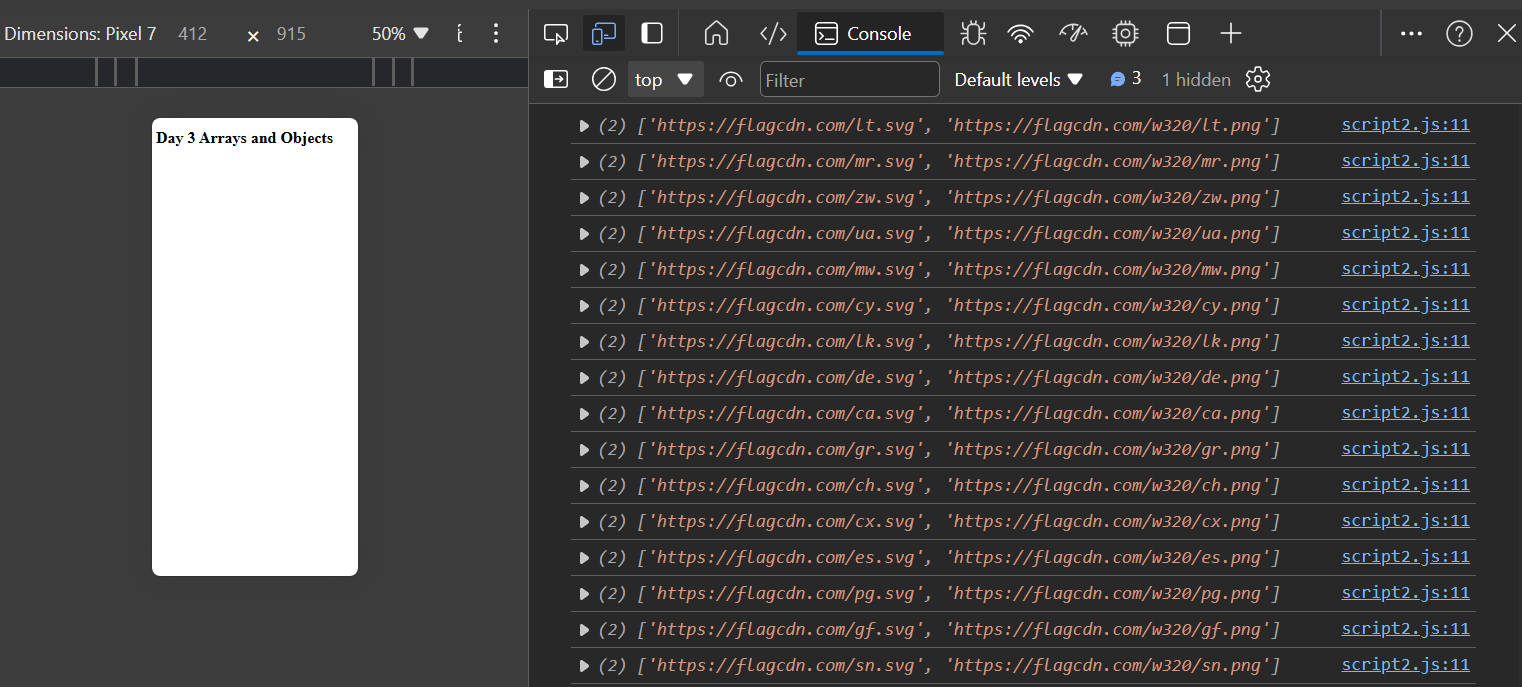 Dimensions: Pixel 7 412 × 915 50%
Console
top Filter Default levels 3 1 hidden
Day 3 Arrays and Objects
(2) ['https://flagcdn.com/lt.svg', 'https://flagcdn.com/w320/lt.png'] script2.js:11
(2) ['https://flagcdn.com/mr.svg', 'https://flagcdn.com/w320/mr.png'] script2.js:11
(2) ['https://flagcdn.com/zw.svg', 'https://flagcdn.com/w320/zw.png'] script2.js:11
(2) ['https://flagcdn.com/ua.svg', 'https://flagcdn.com/w320/ua.png'] script2.js:11
(2) ['https://flagcdn.com/mw.svg', 'https://flagcdn.com/w320/mw.png'] script2.js:11
(2) ['https://flagcdn.com/cy.svg', 'https://flagcdn.com/w320/cy.png'] script2.js:11
(2) ['https://flagcdn.com/lk.svg', 'https://flagcdn.com/w320/lk.png'] script2.js:11
(2) ['https://flagcdn.com/de.svg', 'https://flagcdn.com/w320/de.png'] script2.js:11
(2) ['https://flagcdn.com/ca.svg', 'https://flagcdn.com/w320/ca.png'] script2.js:11
(2) ['https://flagcdn.com/gr.svg', 'https://flagcdn.com/w320/gr.png'] script2.js:11
(2) ['https://flagcdn.com/ch.svg', 'https://flagcdn.com/w320/ch.png'] script2.js:11
(2) ['https://flagcdn.com/cx.svg', 'https://flagcdn.com/w320/cx.png'] script2.js:11
(2) ['https://flagcdn.com/es.svg', 'https://flagcdn.com/w320/es.png'] script2.js:11
(2) ['https://flagcdn.com/pg.svg', 'https://flagcdn.com/w320/pg.png'] script2.js:11
(2) ['https://flagcdn.com/gf.svg', 'https://flagcdn.com/w320/gf.png'] script2.js:11
(2) ['https://flagcdn.com/sn.svg', 'https://flagcdn.com/w320/sn.png'] script2.js:11